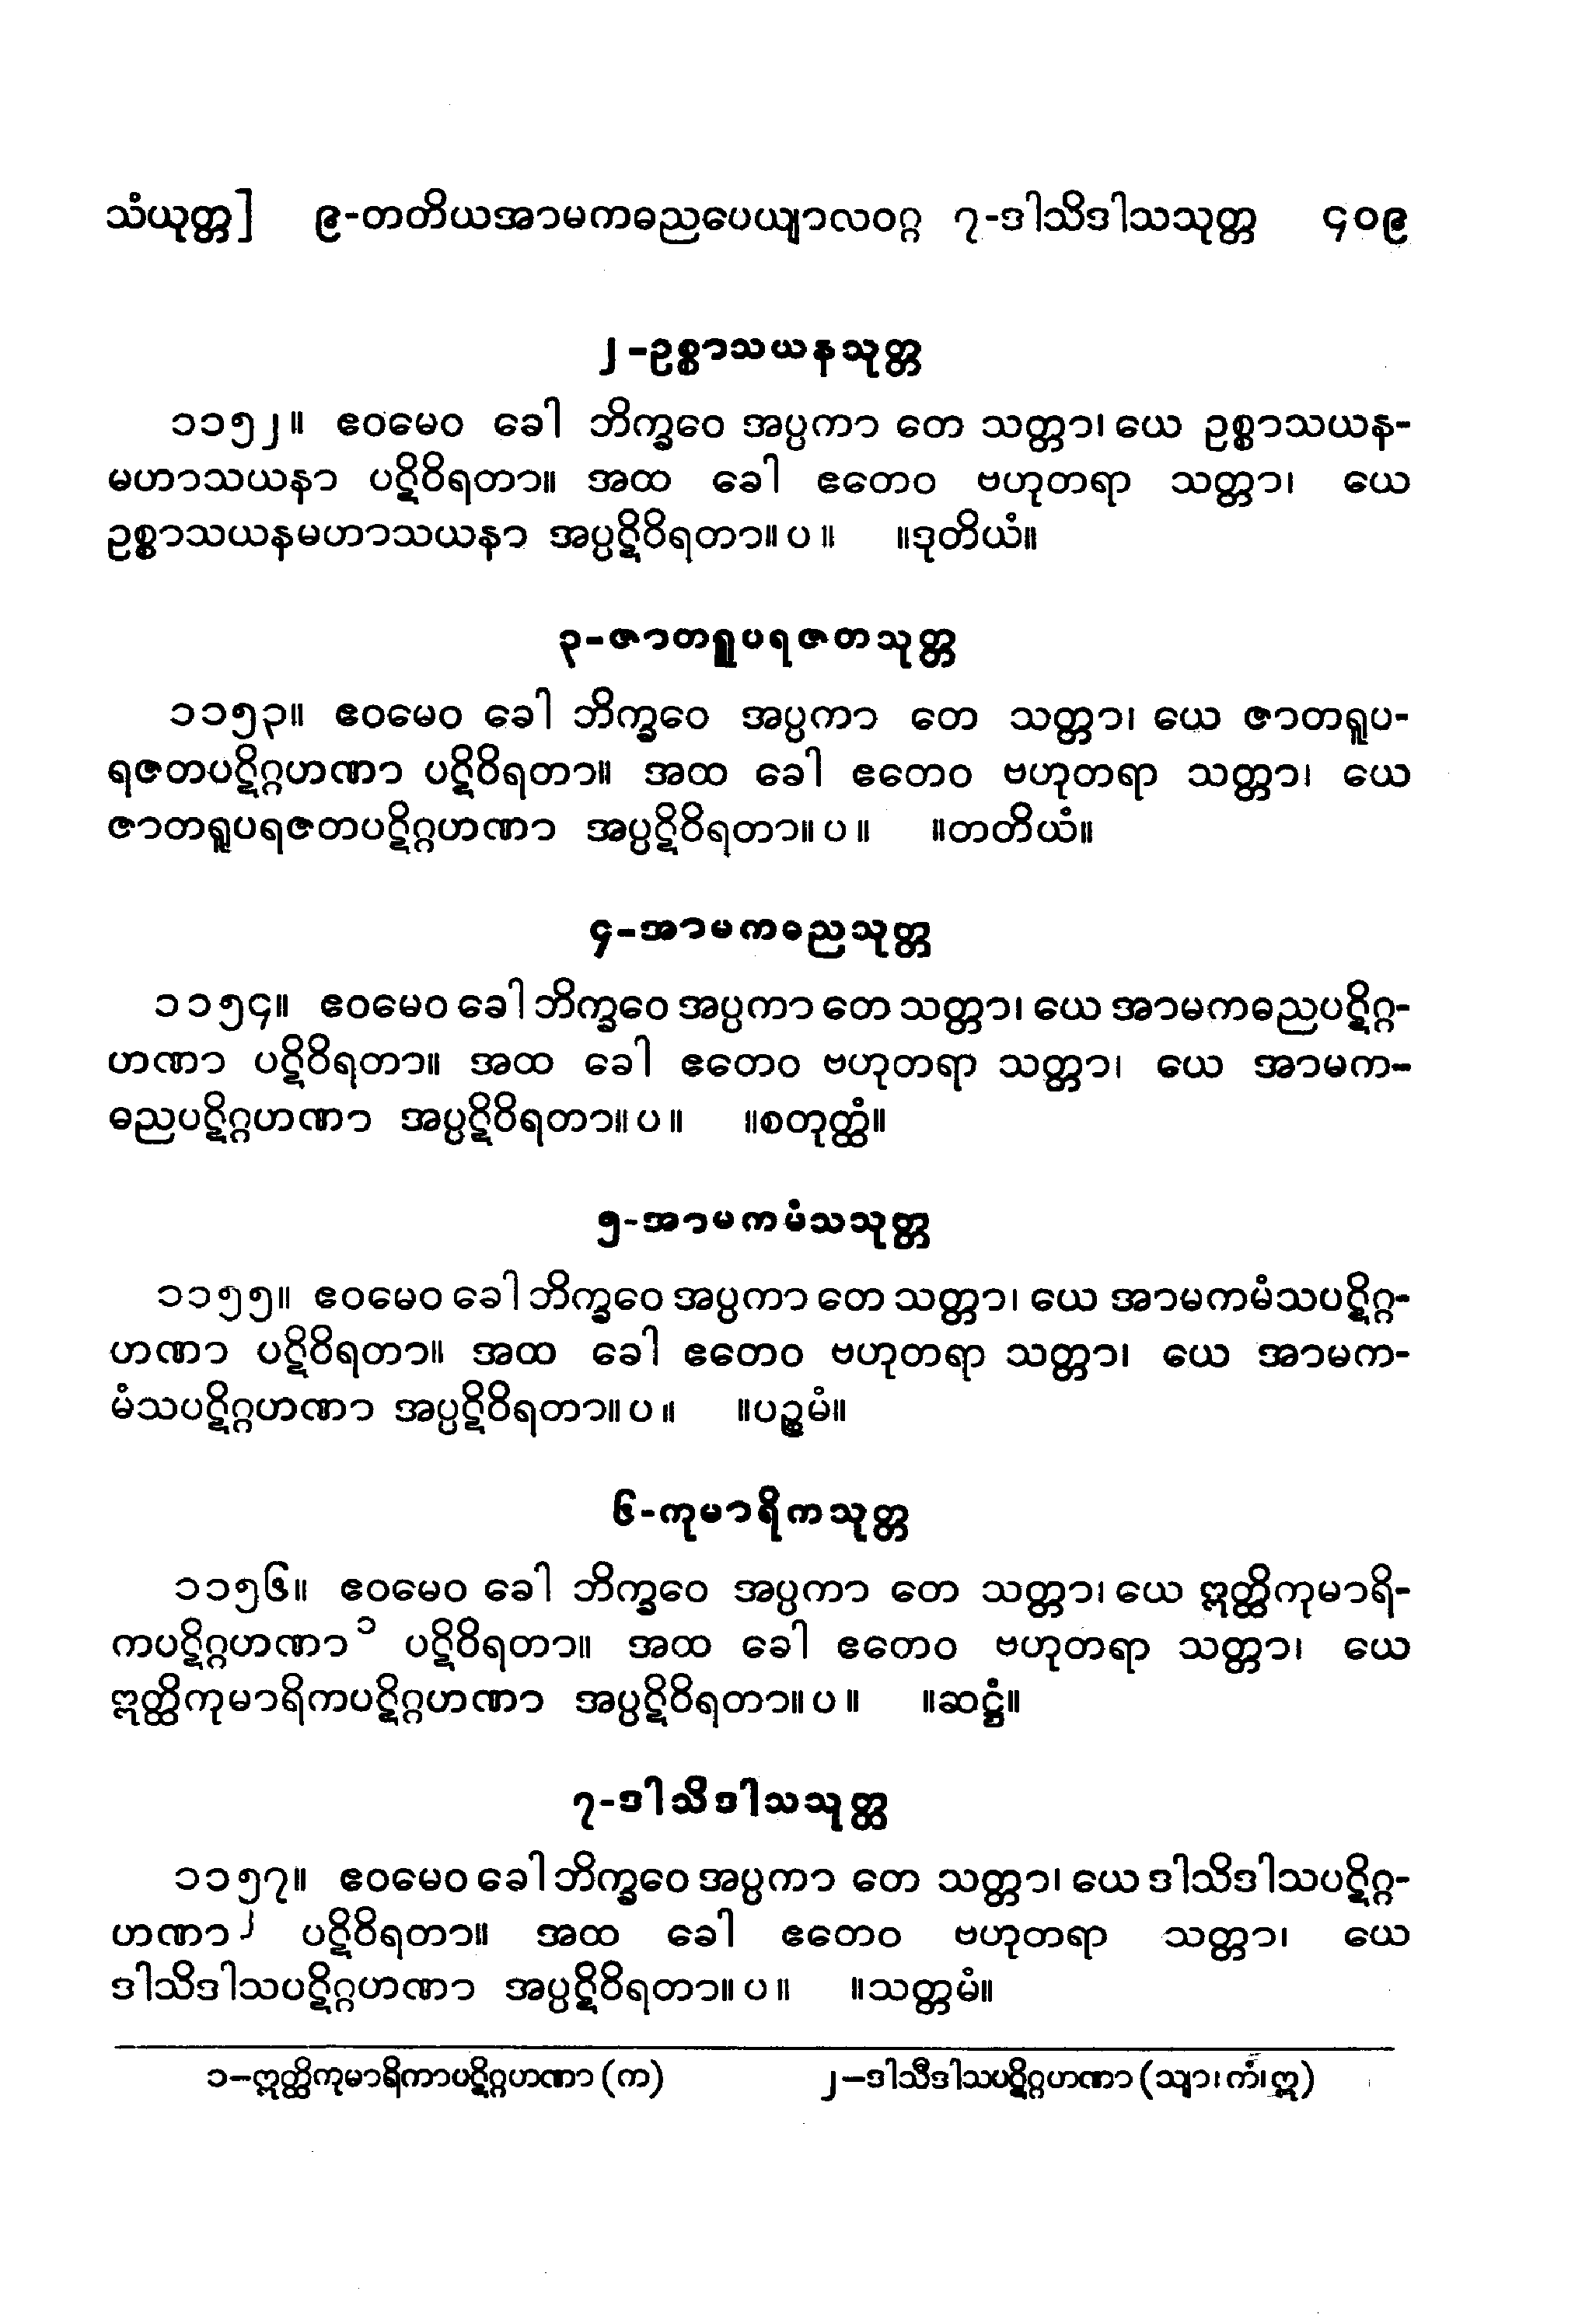 သံယုတ္တ] ၉-တတိယအာမကဓညပေယျာလဝဂ္ဂ ၇-ဒါသိဒါသသုတ္တ ၄၀၉
၂-ဥစ္စာသယနသုတ္တ
၁၁၅၂။ ဧဝမေဝ ခေါ ဘိက္ခဝေ အပ္ပကာ တေ သတ္တာ၊ ယေ ဥစ္စာသယန-
မဟာသယနာ ပဋိဝိရတာ။ အထ ခေါ ဧတေဝ ဗဟုတရာ သတ္တာ၊ ယေ
ဥစ္စာသယနမဟာသယနာ အပ္ပဋိဝိရတာ။ ပ ။ ။ဒုတိယံ။
၃-ဇာတရူပရဇတသုတ္တ
၁၁၅၃။ ဧဝမေဝ ခေါ ဘိက္ခဝေ အပ္ပကာ တေ သတ္တာ၊ ယေ ဇာတရူပ-
ရဇတပဋိဂ္ဂဟဏာ ပဋိဝိရတာ။ အထ ခေါ ဧတေဝ ဗဟုတရာ သတ္တာ၊ ယေ
ဇာတရူပရဇတပဋိဂ္ဂဟဏာ အပ္ပဋိဝိရတာ။ ပ ။ ။တတိယံ။
၄-အာမကဓညသုတ္တ
၁၁၅၄။ ဧဝမေဝ ခေါ ဘိက္ခဝေ အပ္ပကာ တေ သတ္တာ၊ ယေ အာမကဓညပဋိဂ္ဂ-
ဟဏာ ပဋိဝိရတာ။ အထ ခေါ ဧတေဝ ဗဟုတရာ သတ္တာ၊ ယေ အာမက-
ဓညပဋိဂ္ဂဟဏာ အပ္ပဋိဝိရတာ။ ပ ။ ။စတုတ္ထံ။
၅-အာမကမံသသုတ္တ
၁၁၅၅။ ဧဝမေဝ ခေါ ဘိက္ခဝေ အပ္ပကာ တေ သတ္တာ၊ ယေ အာမကမံသပဋိဂ္ဂ-
ဟဏာ ပဋိဝိရတာ။ အထ ခေါ ဧတေဝ ဗဟုတရာ သတ္တာ၊ ယေ အာမက-
မံသပဋိဂ္ဂဟဏာ အပ္ပဋိဝိရတာ။ ပ ။ ။ပဉ္စမံ။
၆-ကုမာရိကသုတ္တ
၁၁၅၆။ ဧဝမေဝ ခေါ ဘိက္ခဝေ အပ္ပကာ တေ သတ္တာ၊ ယေ ဣတ္ထိကုမာရိ-
ကပဋိဂ္ဂဟဏာ ၁ ပဋိဝိရတာ။ အထ ခေါ ဧတေဝ ဗဟုတရာ သတ္တာ၊ ယေ
ဣတ္ထိကုမာရိကပဋိဂ္ဂဟဏာ အပ္ပဋိဝိရတာ။ ပ ။ ။ဆဋ္ဌံ။
၇-ဒါသိဒါသသုတ္တ
၁၁၅၇။ ဧဝမေဝ ခေါ ဘိက္ခဝေ အပ္ပကာ တေ သတ္တာ၊ ယေ ဒါသိဒါသပဋိဂ္ဂ-
ဟဏာ ၂ ပဋိဝိရတာ။ အထ ခေါ ဧတေဝ ဗဟုတရာ သတ္တာ၊ ယေ
ဒါသိဒါသပဋိဂ္ဂဟဏာ အပ္ပဋိဝိရတာ။ ပ ။ ။သတ္တမံ။
၁–ဣတ္ထိကုမာရိကာပဋိဂ္ဂဟဏာ (က) ၂–ဒါသီဒါသပဋိဂ္ဂဟဏာ (သျာ၊ ကံ၊ ဣ)